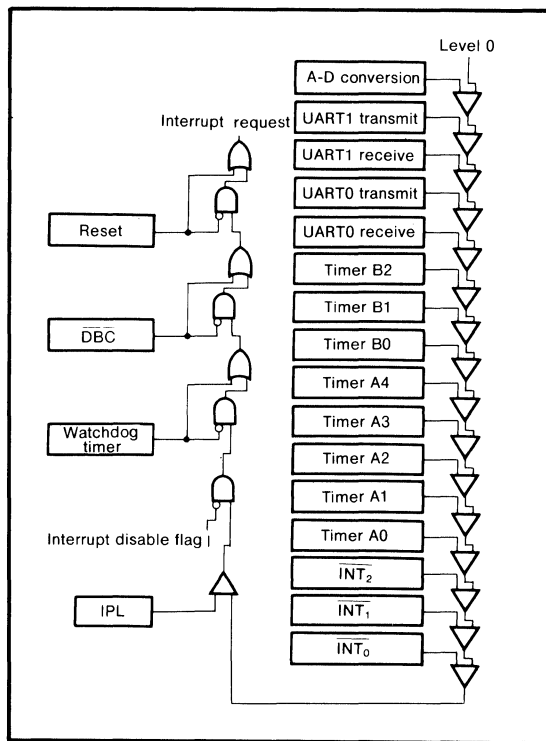 Level 0
A-D conversion
UART1 transmit
UART1 receive
UART0 transmit
UART0 receive
Timer B2
Timer B1
Timer B0
Timer A4
Timer A3
Timer A2
Timer A1
Timer A0
INT₂
INT₁
INT₀
Interrupt request
Reset
DBC
Watchdog
timer
Interrupt disable flag I
IPL